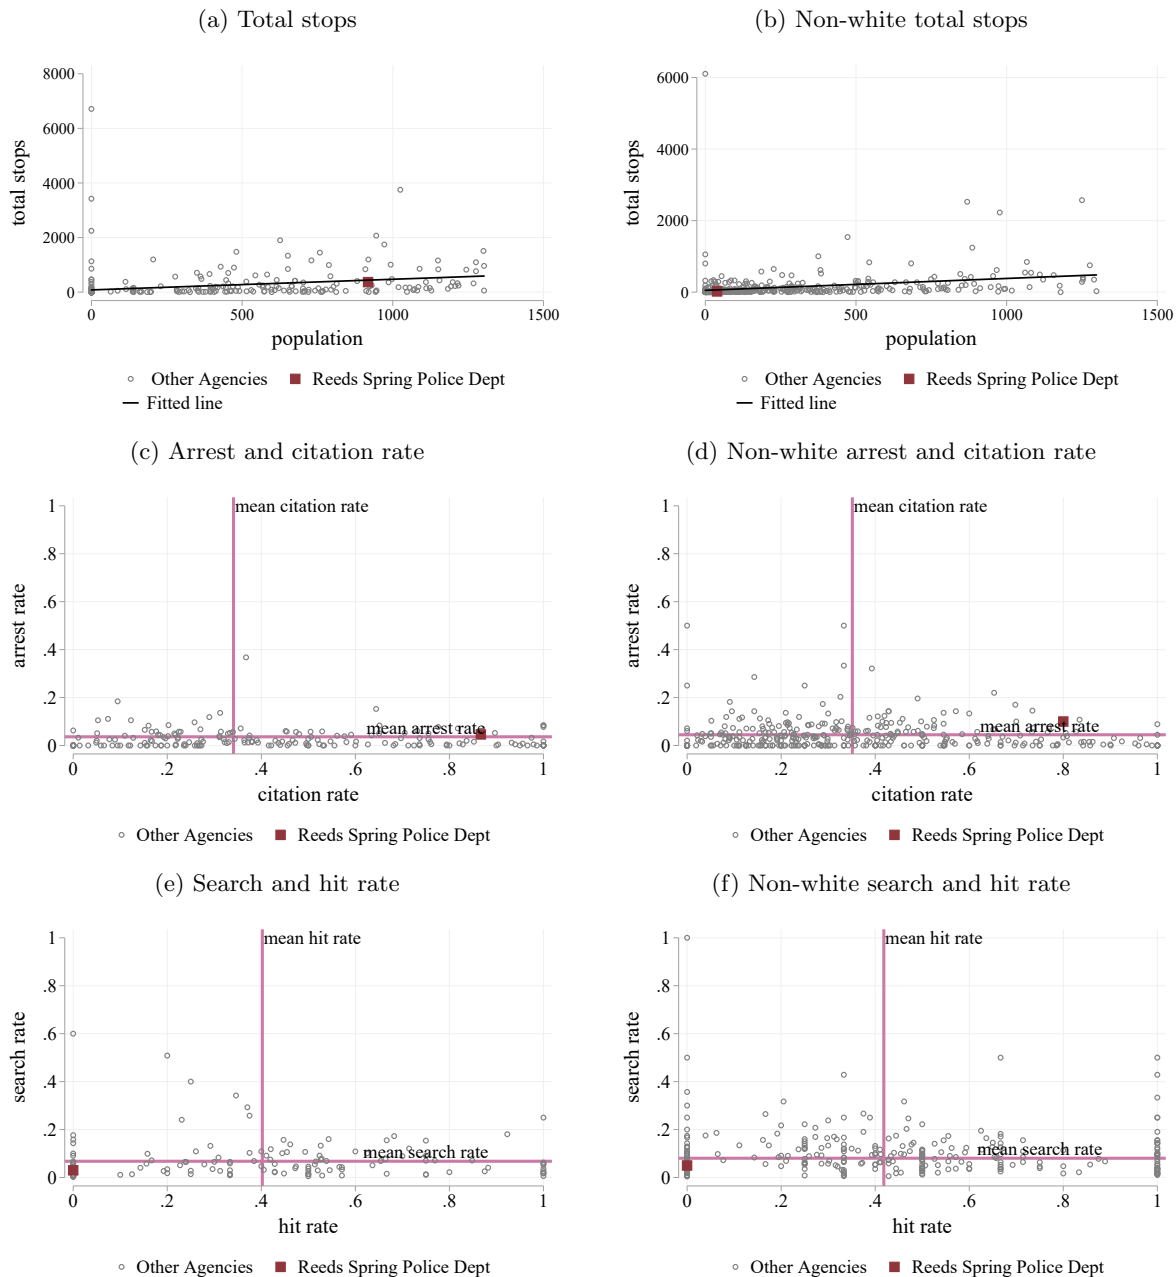 (a) Total stops
(b) Non-white total stops
total stops
8000
6000
4000
2000
0
0 500 1000 1500
population
○ Other Agencies ■ Reeds Spring Police Dept
— Fitted line
total stops
6000
4000
2000
0
0 500 1000 1500
population
○ Other Agencies ■ Reeds Spring Police Dept
— Fitted line
(c) Arrest and citation rate
(d) Non-white arrest and citation rate
arrest rate
1
.8
.6
.4
.2
0
mean citation rate
mean arrest rate
0 .2 .4 .6 .8 1
citation rate
○ Other Agencies ■ Reeds Spring Police Dept
arrest rate
1
.8
.6
.4
.2
0
mean citation rate
mean arrest rate
0 .2 .4 .6 .8 1
citation rate
○ Other Agencies ■ Reeds Spring Police Dept
(e) Search and hit rate
(f) Non-white search and hit rate
search rate
1
.8
.6
.4
.2
0
mean hit rate
mean search rate
0 .2 .4 .6 .8 1
hit rate
○ Other Agencies ■ Reeds Spring Police Dept
search rate
1
.8
.6
.4
.2
0
mean hit rate
mean search rate
0 .2 .4 .6 .8 1
hit rate
○ Other Agencies ■ Reeds Spring Police Dept